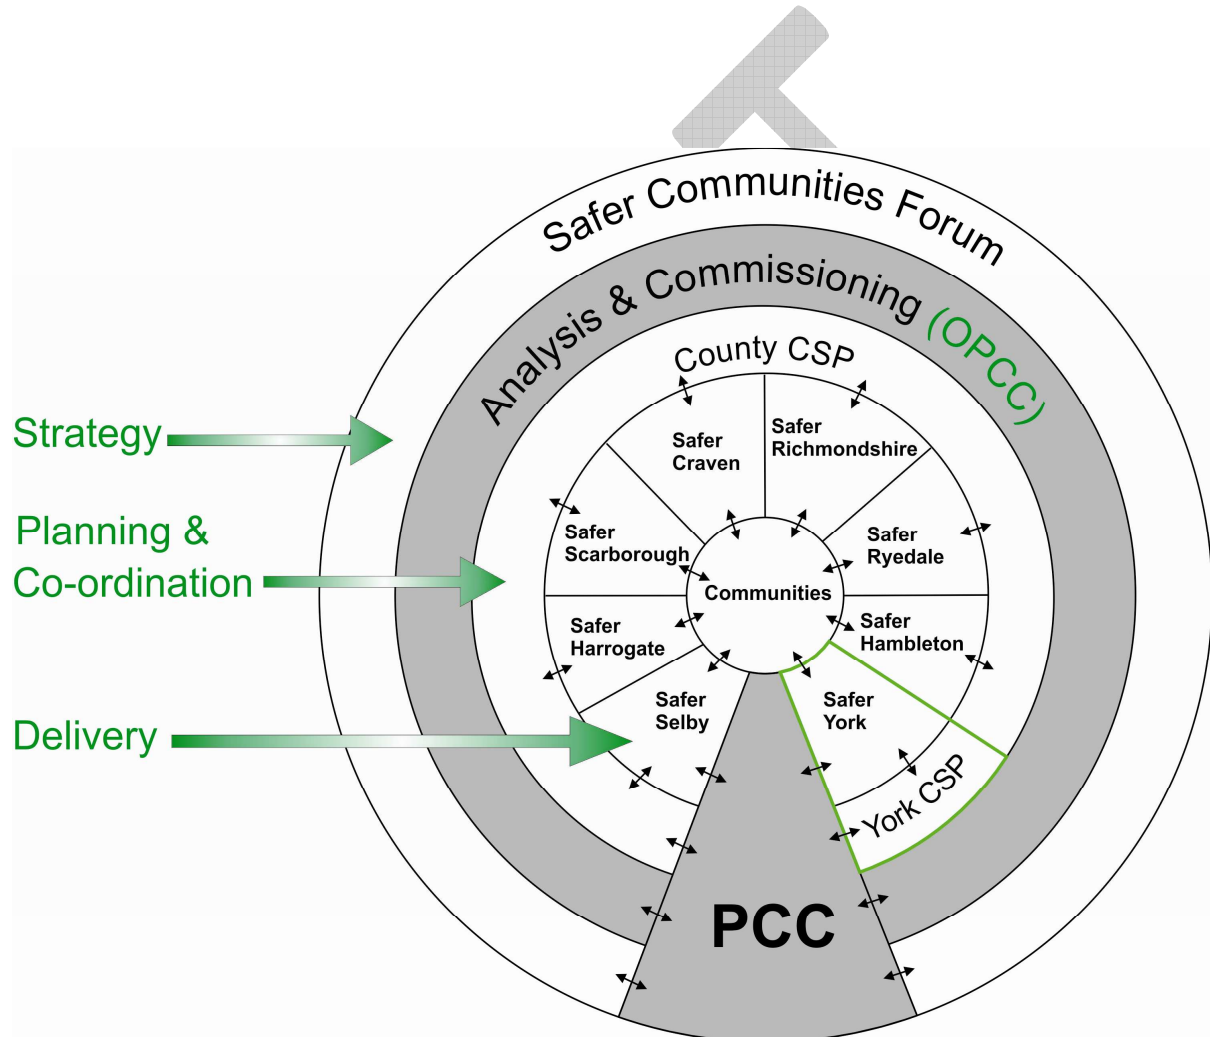 Safer Communities Forum
Analysis & Commissioning (OPCC)
County CSP
Strategy
Planning &
Co-ordination
Delivery
Safer
Craven
Safer
Richmondshire
Safer
Scarborough
Safer
Ryedale
Communities
Safer
Harrogate
Safer
Hambleton
Safer
Selby
Safer
York
York CSP
PCC